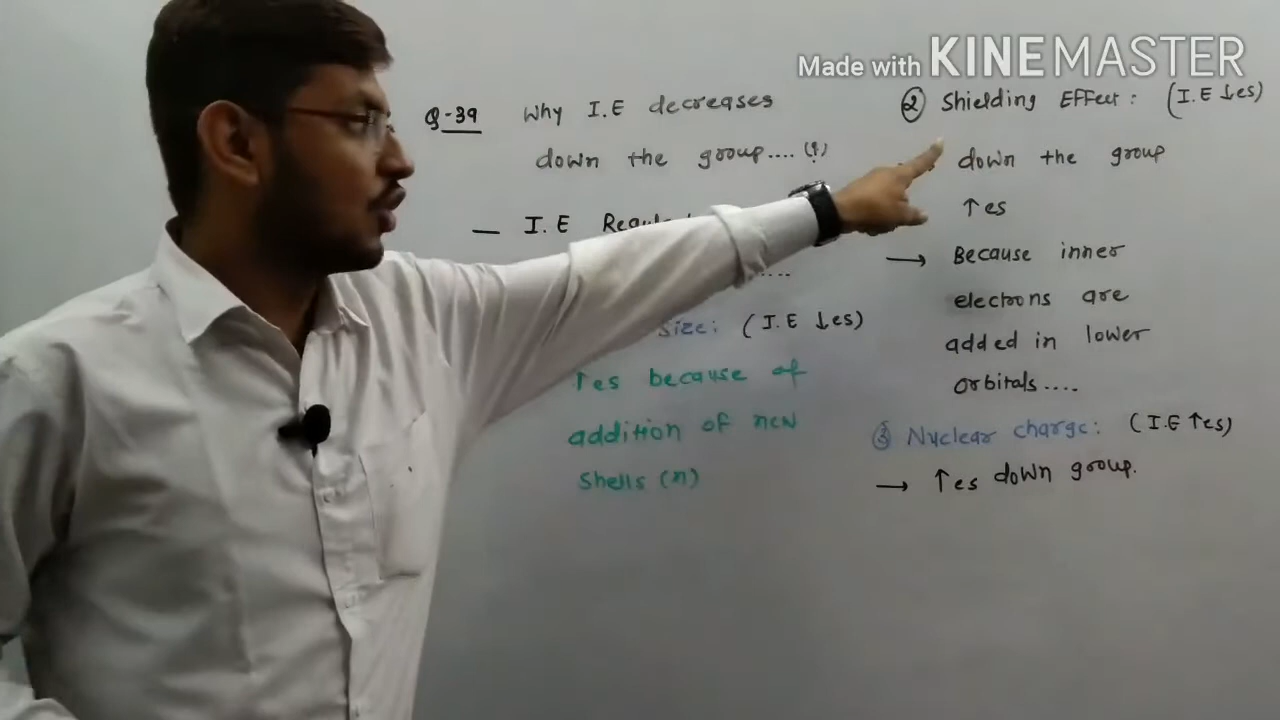 Made with KINEMASTER
Q-39 Why I.E decreases
down the group.... (?)
— I.E
....
Size: (I.E ↓es)
↑es because of
addition of new
Shells (n)
② Shielding Effect: (I.E ↓es)
down the group
↑es
→ Because inner
electrons are
added in lower
orbitals....
③ Nuclear charge: (I.E ↑es)
→ ↑es down group.